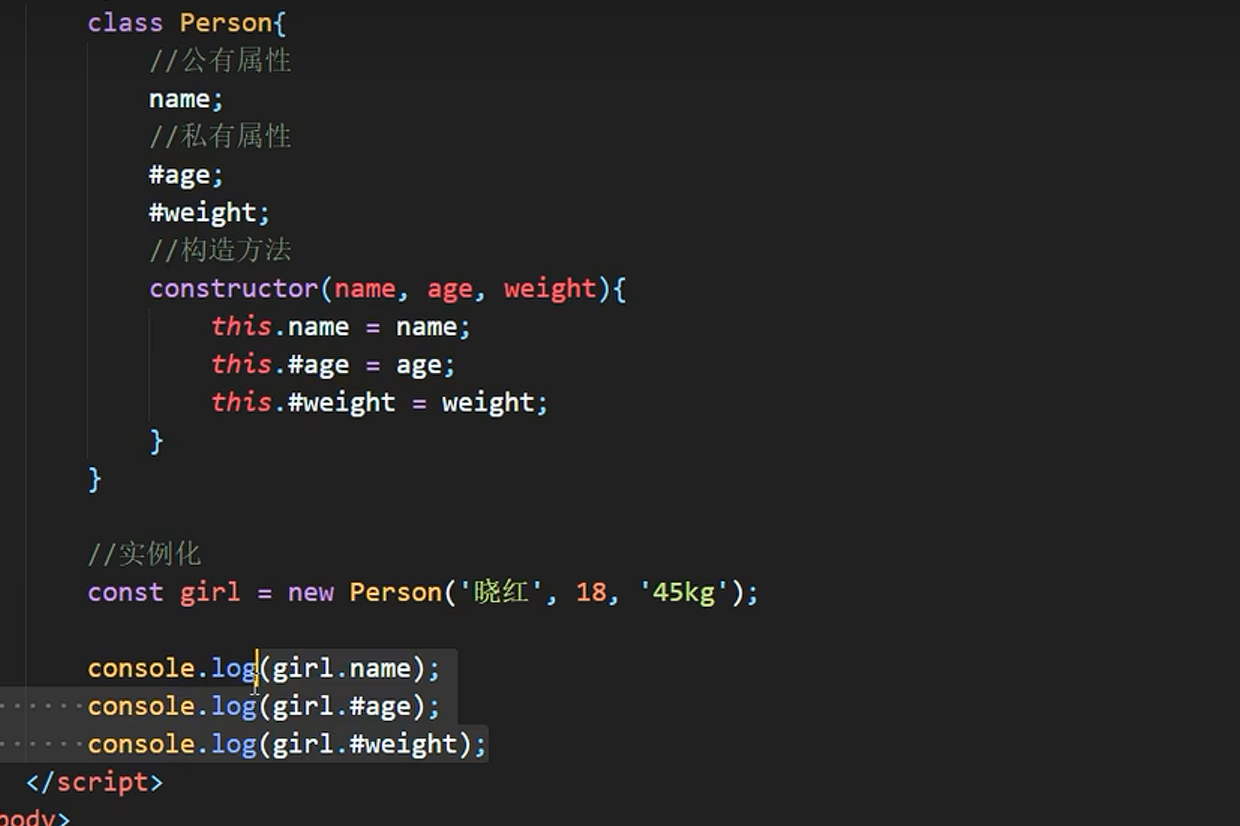 class Person{
//公有属性
name;
//私有属性
#age;
#weight;
//构造方法
constructor(name, age, weight){
this.name = name;
this.#age = age;
this.#weight = weight;
}
}
//实例化
const girl = new Person('晓红', 18, '45kg');
console.log(girl.name);
console.log(girl.#age);
console.log(girl.#weight);
</script>
body>